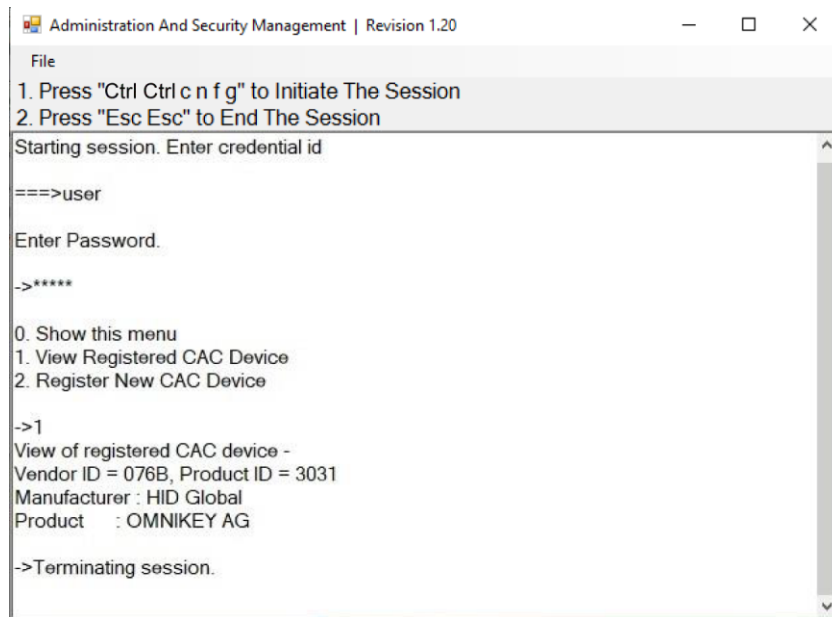 Administration And Security Management | Revision 1.20
File
1. Press "Ctrl Ctrl c n f g" to Initiate The Session
2. Press "Esc Esc" to End The Session
Starting session. Enter credential id
===>user
Enter Password.
->*****
0. Show this menu
1. View Registered CAC Device
2. Register New CAC Device
->1
View of registered CAC device -
Vendor ID = 076B, Product ID = 3031
Manufacturer : HID Global
Product : OMNIKEY AG
->Terminating session.